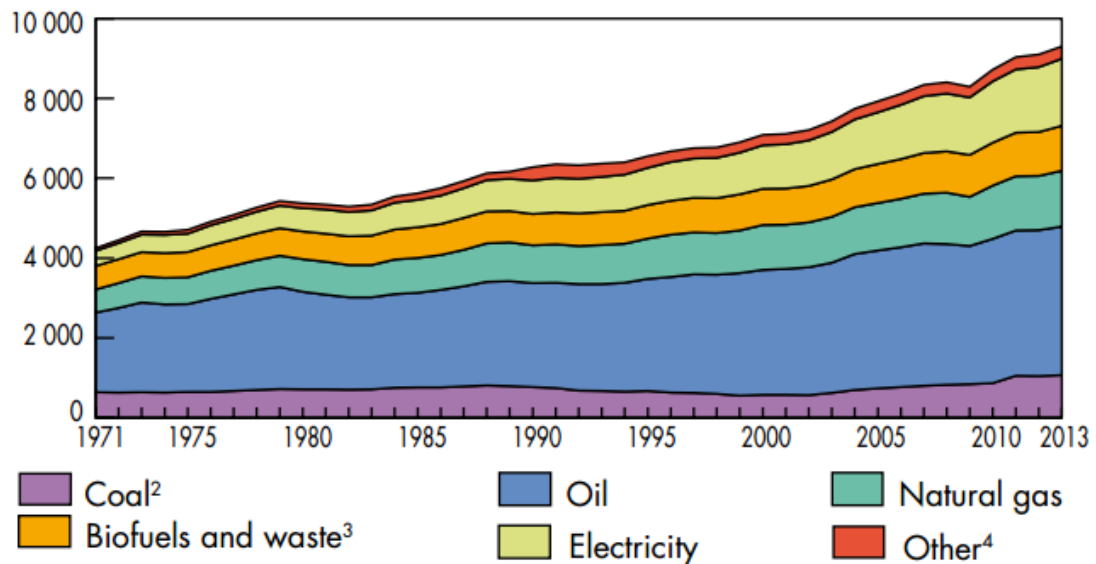 10 000
8 000
6 000
4 000
2 000
0
1971 1975 1980 1985 1990 1995 2000 2005 2010 2013
Coal² Oil Natural gas
Biofuels and waste³ Electricity Other⁴